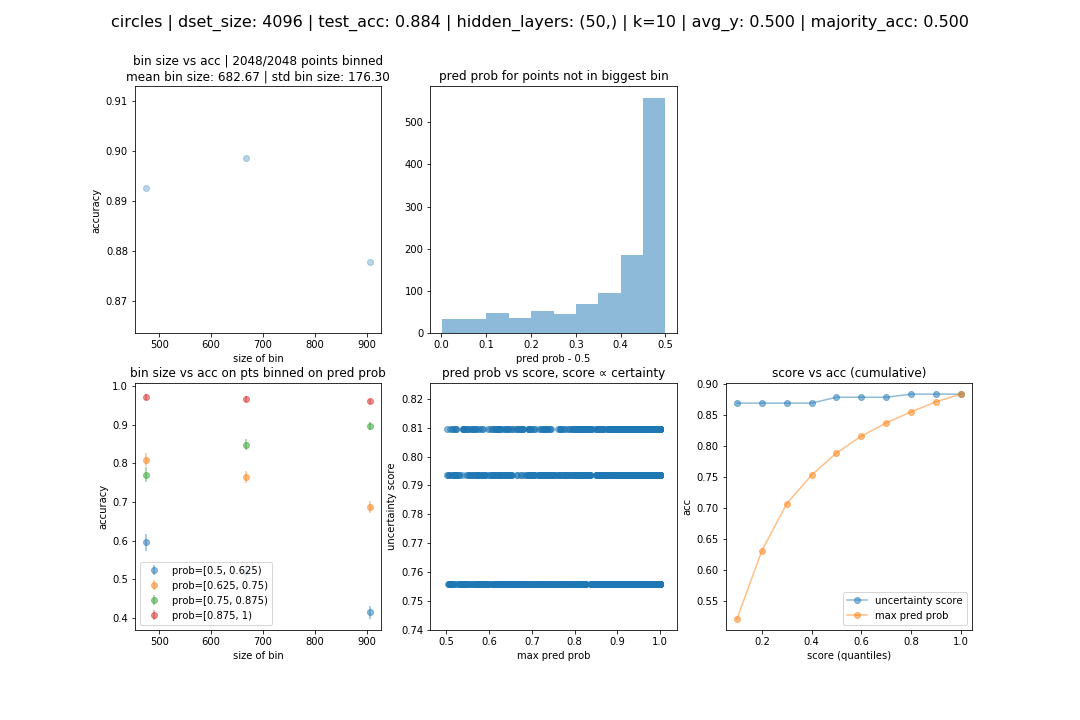 circles | dset_size: 4096 | test_acc: 0.884 | hidden_layers: (50,) | k=10 | avg_y: 0.500 | majority_acc: 0.500
bin size vs acc | 2048/2048 points binned
mean bin size: 682.67 | std bin size: 176.30
0.91
0.90
0.89
0.88
0.87
accuracy
500 600 700 800 900
size of bin
pred prob for points not in biggest bin
500
400
300
200
100
0
0.0 0.1 0.2 0.3 0.4 0.5
pred prob - 0.5
bin size vs acc on pts binned on pred prob
1.0
0.9
0.8
0.7
0.6
0.5
0.4
accuracy
prob=[0.5, 0.625)
prob=[0.625, 0.75)
prob=[0.75, 0.875)
prob=[0.875, 1)
500 600 700 800 900
size of bin
pred prob vs score, score ∝ certainty
0.82
0.81
0.80
0.79
0.78
0.77
0.76
0.75
0.74
uncertainty score
0.5 0.6 0.7 0.8 0.9 1.0
max pred prob
score vs acc (cumulative)
0.90
0.85
0.80
0.75
0.70
0.65
0.60
0.55
acc
uncertainty score
max pred prob
0.2 0.4 0.6 0.8 1.0
score (quantiles)